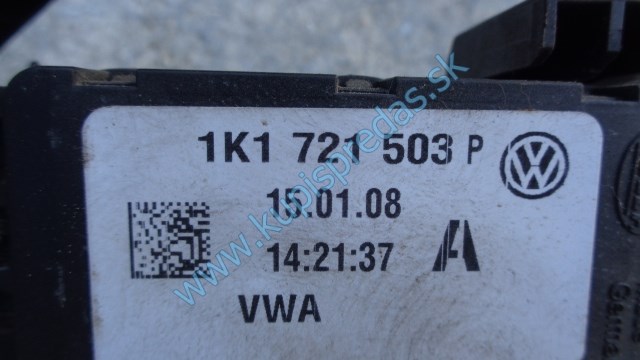 1K1 721 503 P
15.01.08
14:21:37
VWA
www.kupispredas.sk